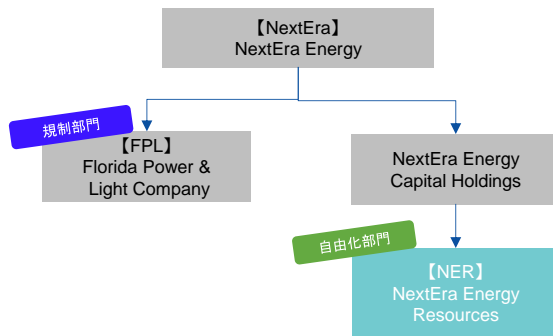 【NextEra】
NextEra Energy
規制部門
【FPL】
Florida Power &
Light Company
NextEra Energy
Capital Holdings
自由化部門
【NER】
NextEra Energy
Resources